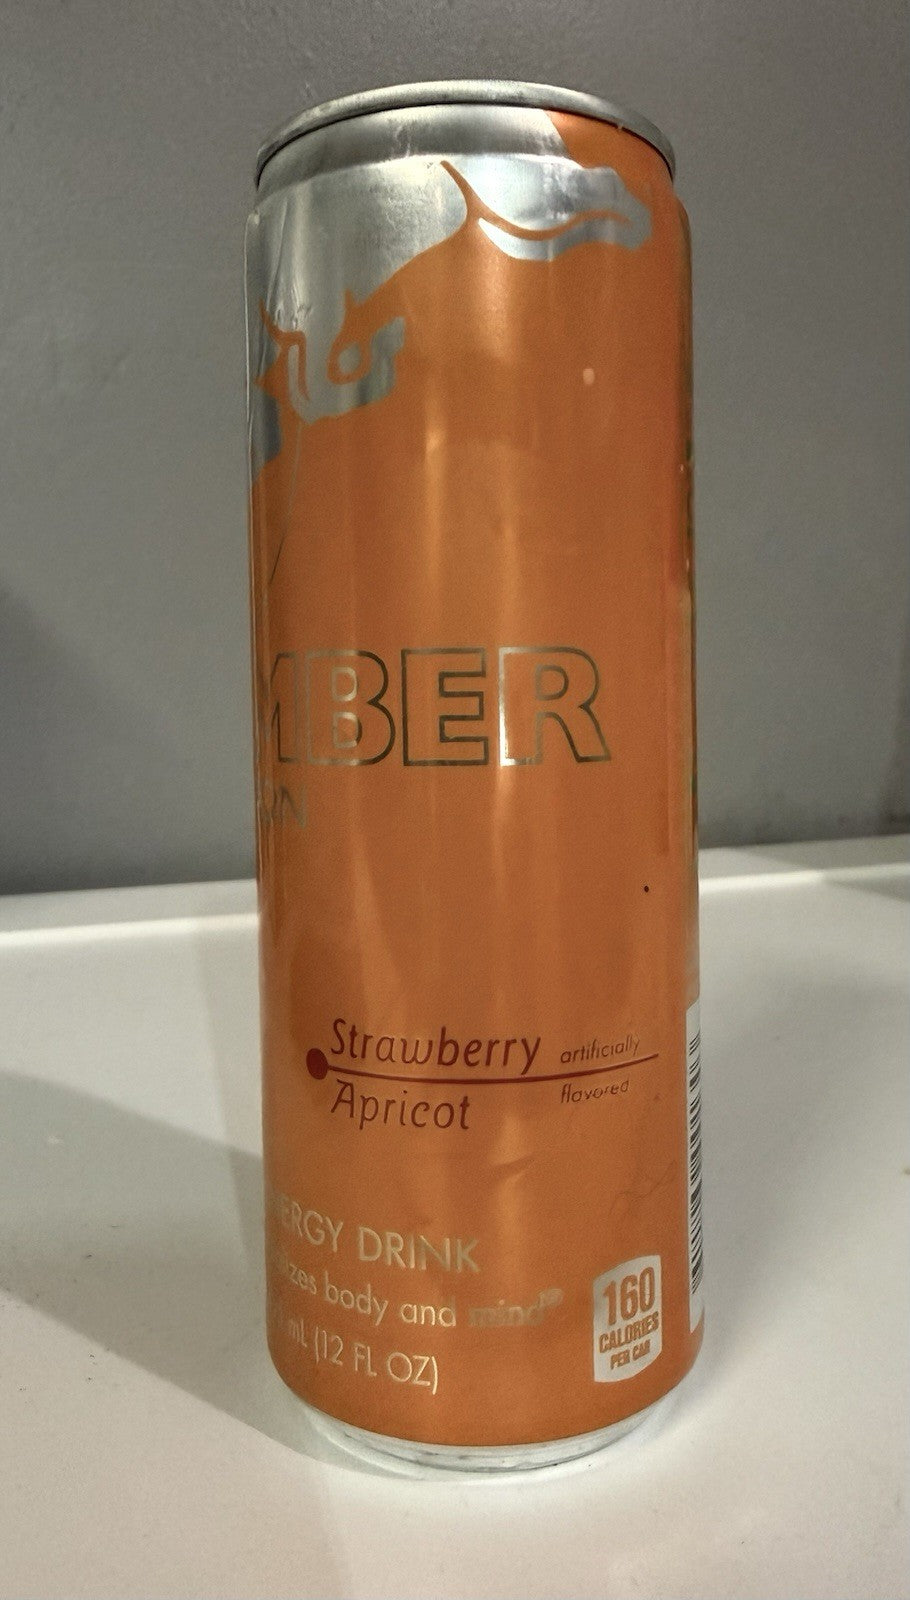 MBER
ON
Strawberry artificially
Apricot flavored
ERGY DRINK
izes body and mind®
mL (12 FL OZ)
160
CALORIES
PER CAN